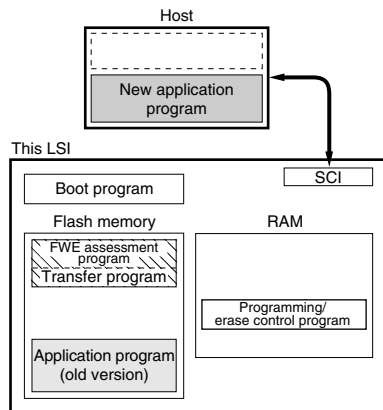 Host
New application
program
This LSI
SCI
Boot program
Flash memory
RAM
FWE assessment
program
Transfer program
Programming/
erase control program
Application program
(old version)